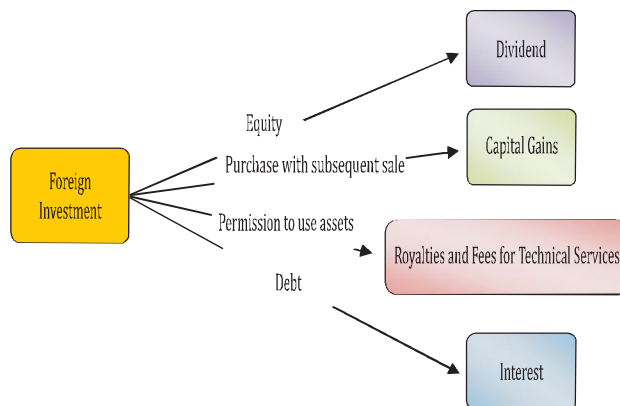 Dividend
Equity
Capital Gains
Purchase with subsequent sale
Foreign
Investment
Permission to use assets
Royalties and Fees for Technical Services
Debt
Interest